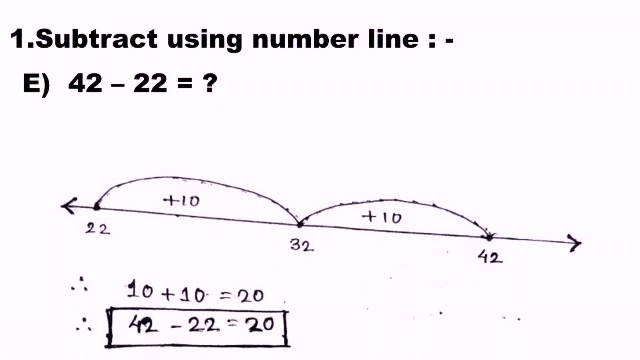 1.Subtract using number line : -
E) 42 – 22 = ?
+10 +10
22 32 42
∴ 10 + 10 = 20
∴ 42 - 22 = 20